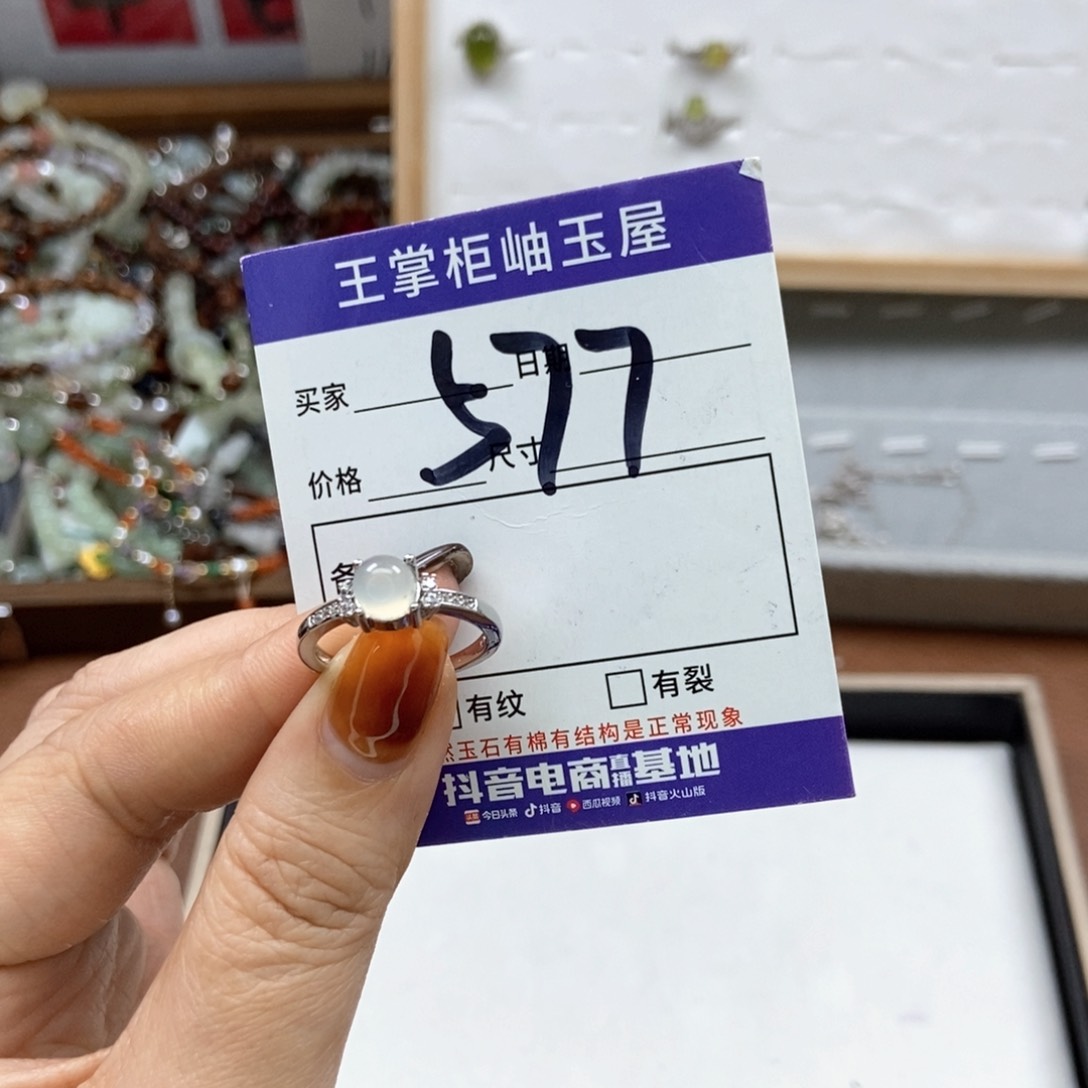 王掌柜岫玉屋
577
买家 日期
价格 尺寸
有纹 有裂
然玉石有棉有结构是正常现象
抖音电商直播基地
头条 今日头条 抖音 西瓜视频 抖音火山版